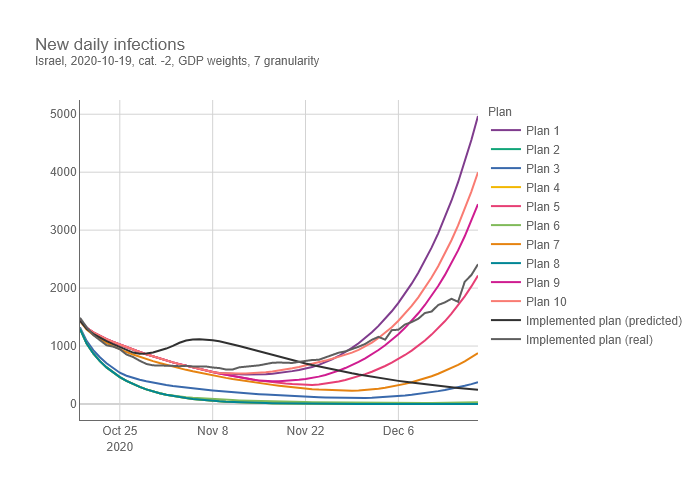 New daily infections
Israel, 2020-10-19, cat. -2, GDP weights, 7 granularity
5000
4000
3000
2000
1000
0
Oct 25
2020
Nov 8
Nov 22
Dec 6
Plan
Plan 1
Plan 2
Plan 3
Plan 4
Plan 5
Plan 6
Plan 7
Plan 8
Plan 9
Plan 10
Implemented plan (predicted)
Implemented plan (real)